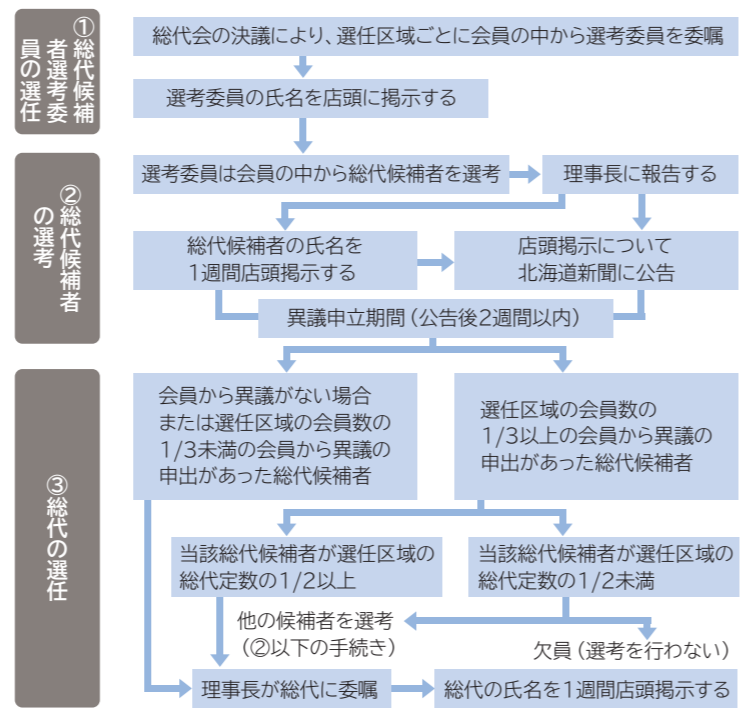 ①総代候補
者選考委
員の選任
総代会の決議により、選任区域ごとに会員の中から選考委員を委嘱
選考委員の氏名を店頭に掲示する
②総代候補者
の選考
選考委員は会員の中から総代候補者を選考
理事長に報告する
総代候補者の氏名を
1週間店頭掲示する
店頭掲示について
北海道新聞に公告
異議申立期間（公告後2週間以内）
③総代の選任
会員から異議がない場合
または選任区域の会員数の
1/3未満の会員から異議の
申出があった総代候補者
選任区域の会員数の
1/3以上の会員から異議の
申出があった総代候補者
当該総代候補者が選任区域の
総代定数の1/2以上
当該総代候補者が選任区域の
総代定数の1/2未満
他の候補者を選考
（②以下の手続き）
欠員（選考を行わない）
理事長が総代に委嘱
総代の氏名を1週間店頭掲示する